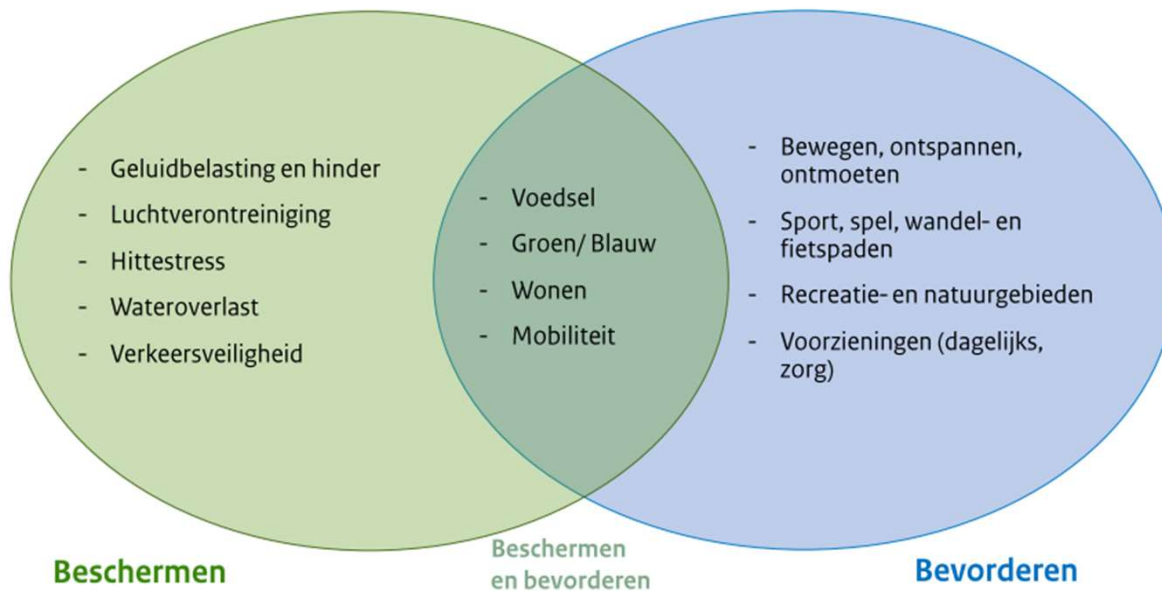 - Geluidbelasting en hinder
- Luchtverontreiniging
- Hittestress
- Wateroverlast
- Verkeersveiligheid
- Voedsel
- Groen/ Blauw
- Wonen
- Mobiliteit
- Bewegen, ontspannen,
ontmoeten
- Sport, spel, wandel- en
fietspaden
- Recreatie- en natuurgebieden
- Voorzieningen (dagelijks,
zorg)
Beschermen
Beschermen
en bevorderen
Bevorderen